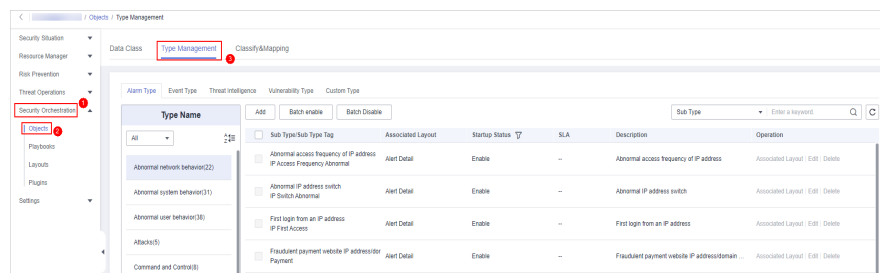 / Objects / Type Management
Security Situation
Resource Manager
Risk Prevention
Threat Operations
Security Orchestration
1
Objects
2
Playbooks
Layouts
Plugins
Settings
Data Class Type Management Classify&Mapping
3
Alarm Type Event Type Threat Intelligence Vulnerability Type Custom Type
Type Name
All
Abnormal network behavior(22)
Abnormal system behavior(31)
Abnormal user behavior(38)
Attacks(5)
Command and Control(8)
Add Batch enable Batch Disable Sub Type Enter a keyword.
Sub Type/Sub Type Tag Associated Layout Startup Status SLA Description Operation
Abnormal access frequency of IP address
IP Access Frequency Abnormal
Alert Detail Enable -- Abnormal access frequency of IP address Associated Layout Edit Delete
Abnormal IP address switch
IP Switch Abnormal
Alert Detail Enable -- Abnormal IP address switch Associated Layout Edit Delete
First login from an IP address
IP First Access
Alert Detail Enable -- First login from an IP address Associated Layout Edit Delete
Fraudulent payment website IP address/dor
Payment
Alert Detail Enable -- Fraudulent payment website IP address/domain ... Associated Layout Edit Delete